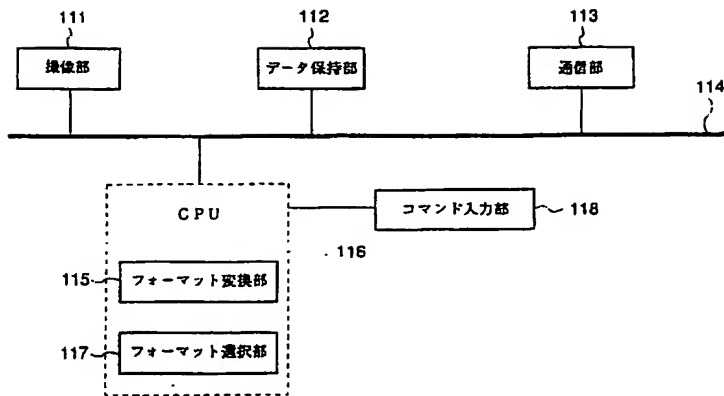 111
112
113
撮像部
データ保持部
通信部
114
CPU
コマンド入力部
118
116
115
フォーマット変換部
117
フォーマット選択部